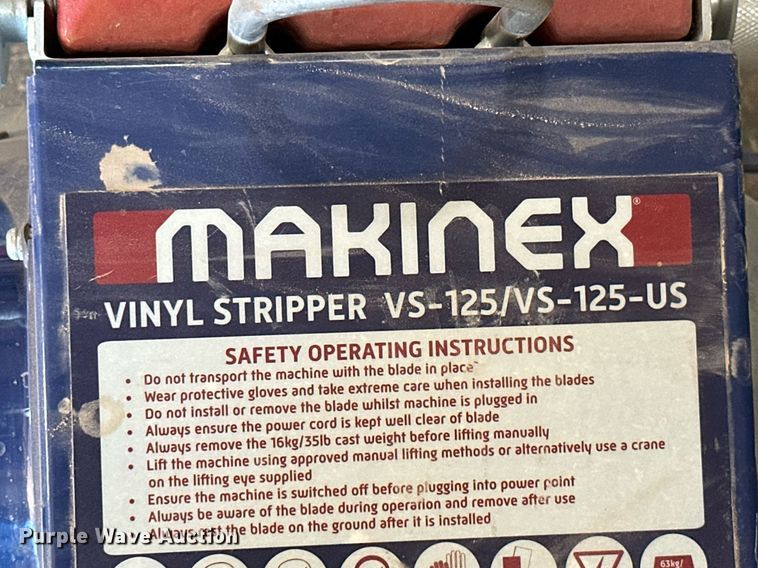 MAKINEX®
VINYL STRIPPER VS-125/VS-125-US
SAFETY OPERATING INSTRUCTIONS
• Do not transport the machine with the blade in place
• Wear protective gloves and take extreme care when installing the blades
• Do not install or remove the blade whilst machine is plugged in
• Always ensure the power cord is kept well clear of blade
• Always remove the 16kg/35lb cast weight before lifting manually
• Lift the machine using approved manual lifting methods or alternatively use a crane
on the lifting eye supplied
• Ensure the machine is switched off before plugging into power point
• Always be aware of the blade during operation and remove after use
• Always rest the blade on the ground after it is installed
Purple Wave Auction
63kg/